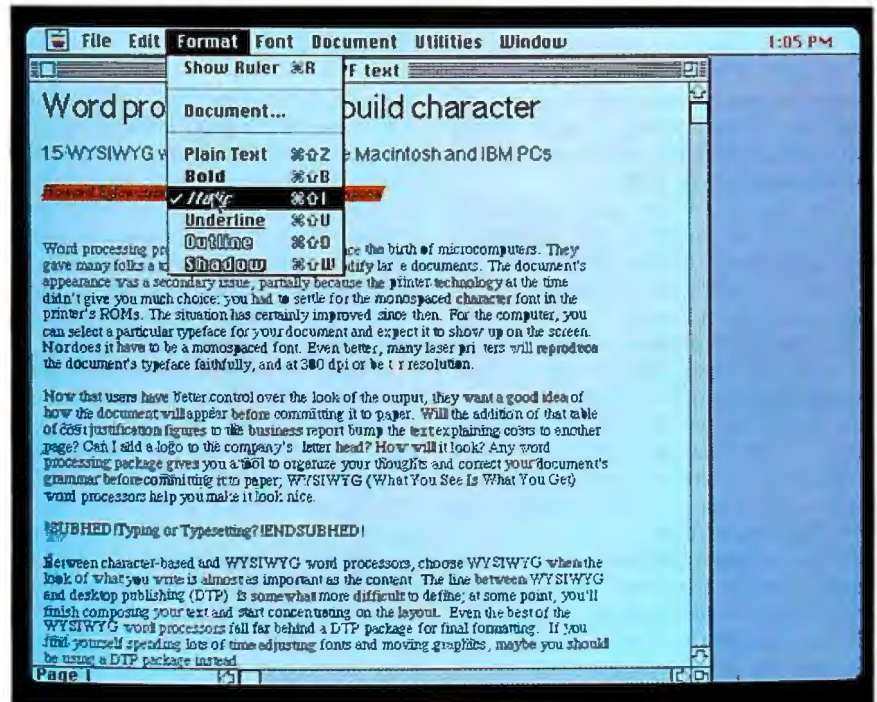 File Edit Format Font Document Utilities Window 1:05 PM
Show Ruler ⌘R
Document...
Plain Text ⌘⇧Z
Bold ⌘⇧B
✓ Italic ⌘⇧I
Underline ⌘⇧U
Outline ⌘⇧O
Shadow ⌘⇧W
F text
Word pro uild character
15 WYSIWYG w Macintosh and IBM PCs
Word processing pr ce the birth of microcomputers. They
gave many folks a dify lar e documents. The document's
appearance was a secondary issue, partially because the printer technology at the time
didn't give you much choice: you had to settle for the monospaced character font in the
printer's ROMs. The situation has certainly improved since then. For the computer, you
can select a particular typeface for your document and expect it to show up on the screen.
Nor does it have to be a monospaced font. Even better, many laser pri ters will reproduce
the document's typeface faithfully, and at 300 dpi or be t r resolution.
Now that users have better control over the look of the output, they want a good idea of
how the document will appear before committing it to paper. Will the addition of that table
of cost justification figures to the business report bump the text explaining costs to another
page? Can I add a logo to the company's letter head? How will it look? Any word
processing package gives you a tool to organize your thoughts and correct your document's
grammar before committing it to paper; WYSIWYG (What You See Is What You Get)
word processors help you make it look nice.
!SUBHED!Typing or Typesetting?!ENDSUBHED!
Between character-based and WYSIWYG word processors, choose WYSIWYG when the
look of what you write is almost as important as the content. The line between WYSIWYG
and desktop publishing (DTP) is somewhat more difficult to define; at some point, you'll
finish composing your text and start concentrating on the layout. Even the best of the
WYSIWYG word processors fall far behind a DTP package for final formatting. If you
find yourself spending lots of time adjusting fonts and moving graphics, maybe you should
be using a DTP package instead.
Page 1